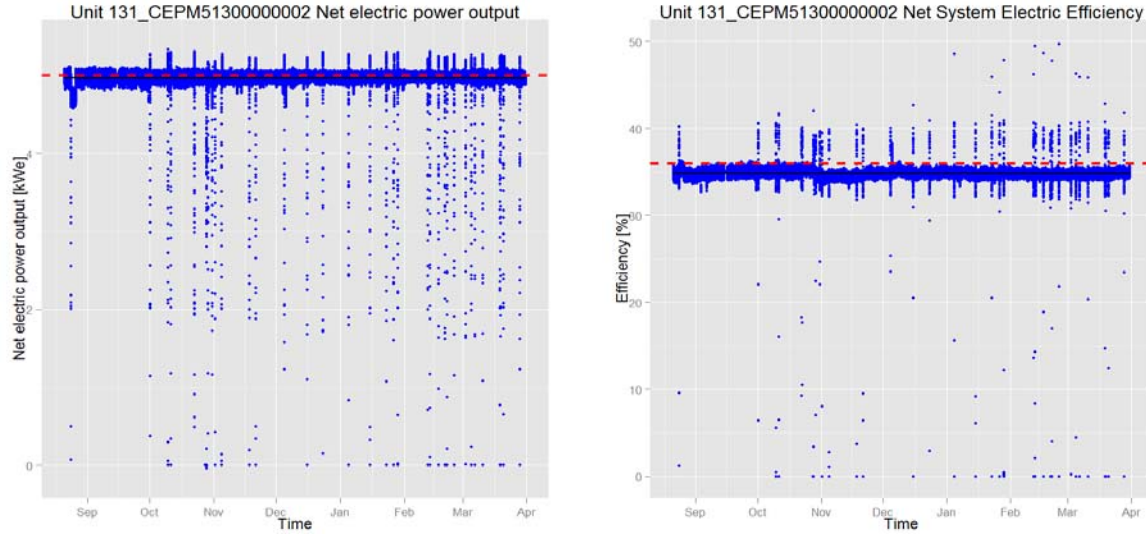 Unit 131_CEPM51300000002 Net electric power output
Net electric power output [kWe]
4
2
0
Sep Oct Nov Dec Jan Feb Mar Apr
Time
Unit 131_CEPM51300000002 Net System Electric Efficiency
Efficiency [%]
50
40
30
20
10
0
Sep Oct Nov Dec Jan Feb Mar Apr
Time